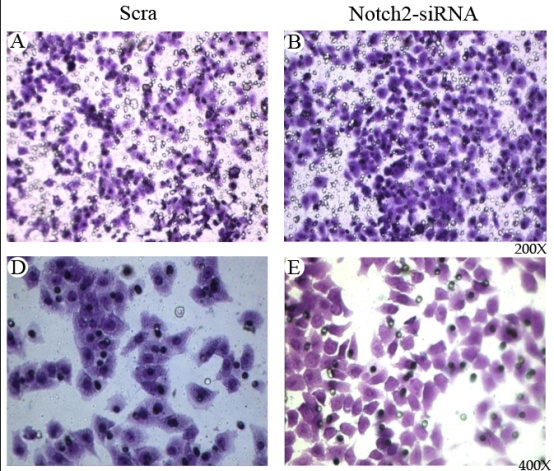 Scra Notch2-siRNA
A B
200X
D E
400X